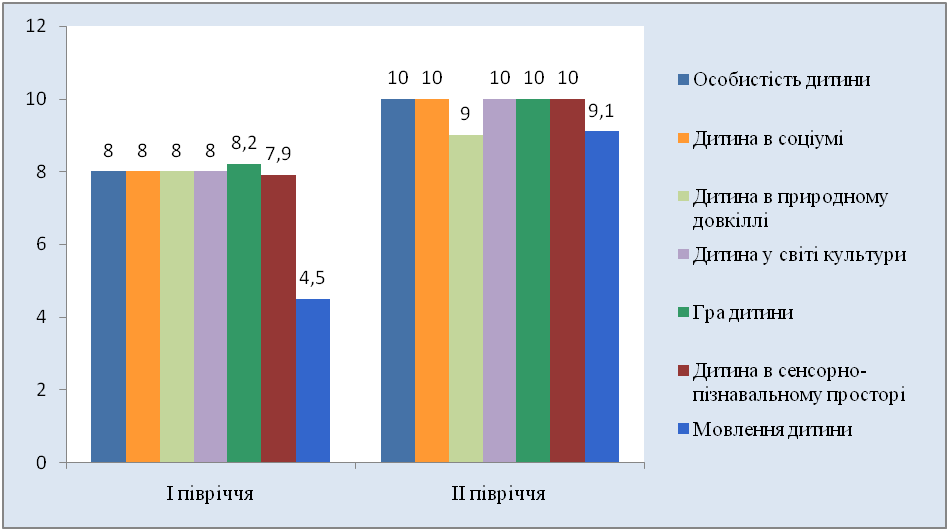 12
10
8
6
4
2
0
8
8
8
8
8,2
7,9
4,5
10
10
9
10
10
10
9,1
І півріччя
ІІ півріччя
Особистість дитини
Дитина в соціумі
Дитина в природному
довкіллі
Дитина у світі культури
Гра дитини
Дитина в сенсорно-
пізнавальному просторі
Мовлення дитини